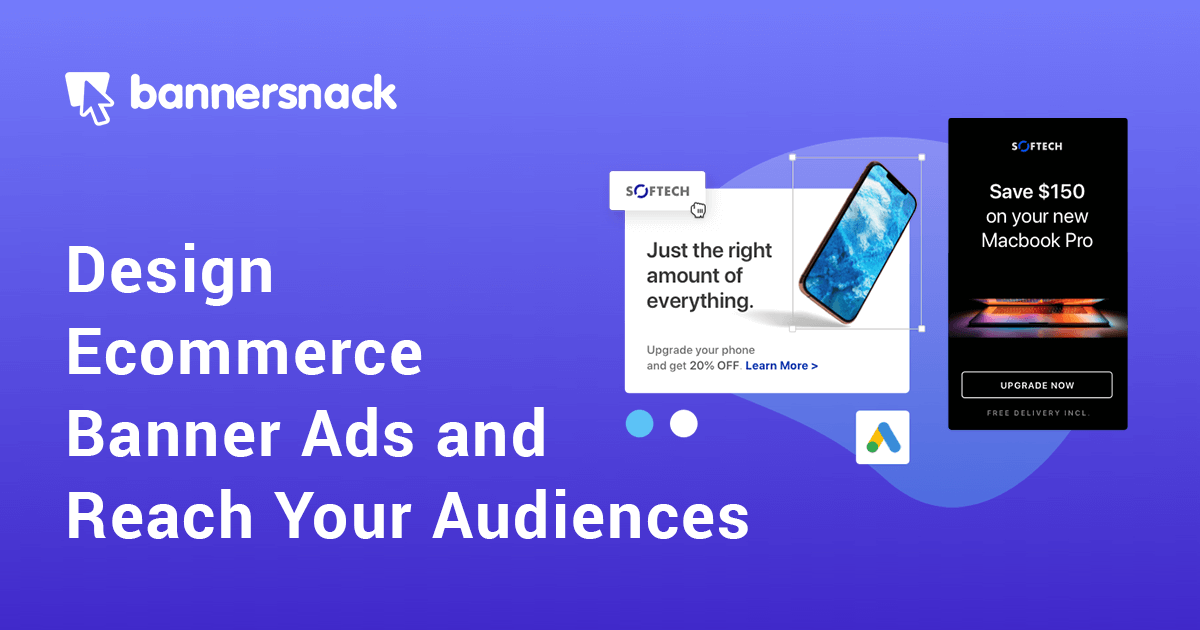 bannersnack
Design
Ecommerce
Banner Ads and
Reach Your Audiences
SOFTECH
Just the right
amount of
everything.
Upgrade your phone
and get 20% OFF. Learn More >
SOFTECH
Save $150
on your new
Macbook Pro
UPGRADE NOW
FREE DELIVERY INCL.